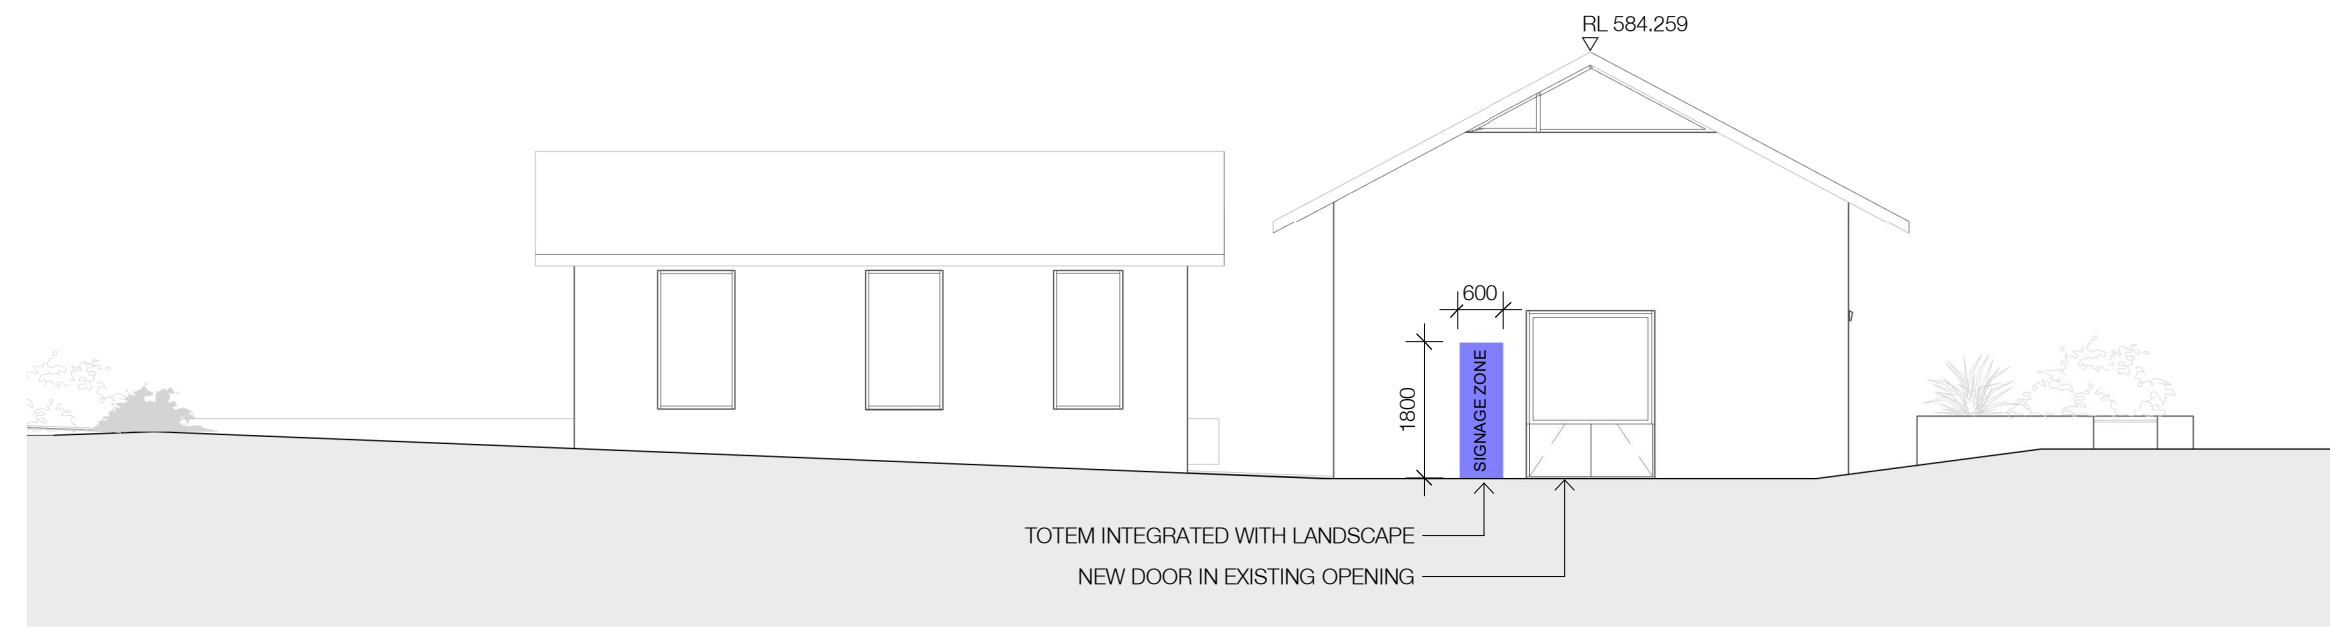 RL 584.259
600
1800
SIGNAGE ZONE
TOTEM INTEGRATED WITH LANDSCAPE
NEW DOOR IN EXISTING OPENING